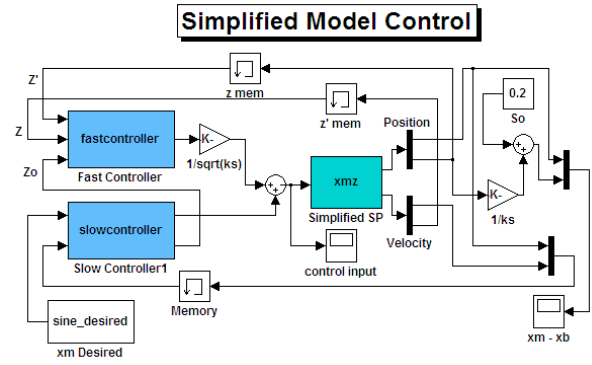 Simplified Model Control
Z'
z mem
Z
z' mem
Position
0.2
So
fastcontroller
K-
Zo
Fast Controller
1/sqrt(ks)
xmz
K-
Simplified SP
1/ks
slowcontroller
Velocity
Slow Controller1
control input
Memory
sine_desired
xm Desired
xm - xb